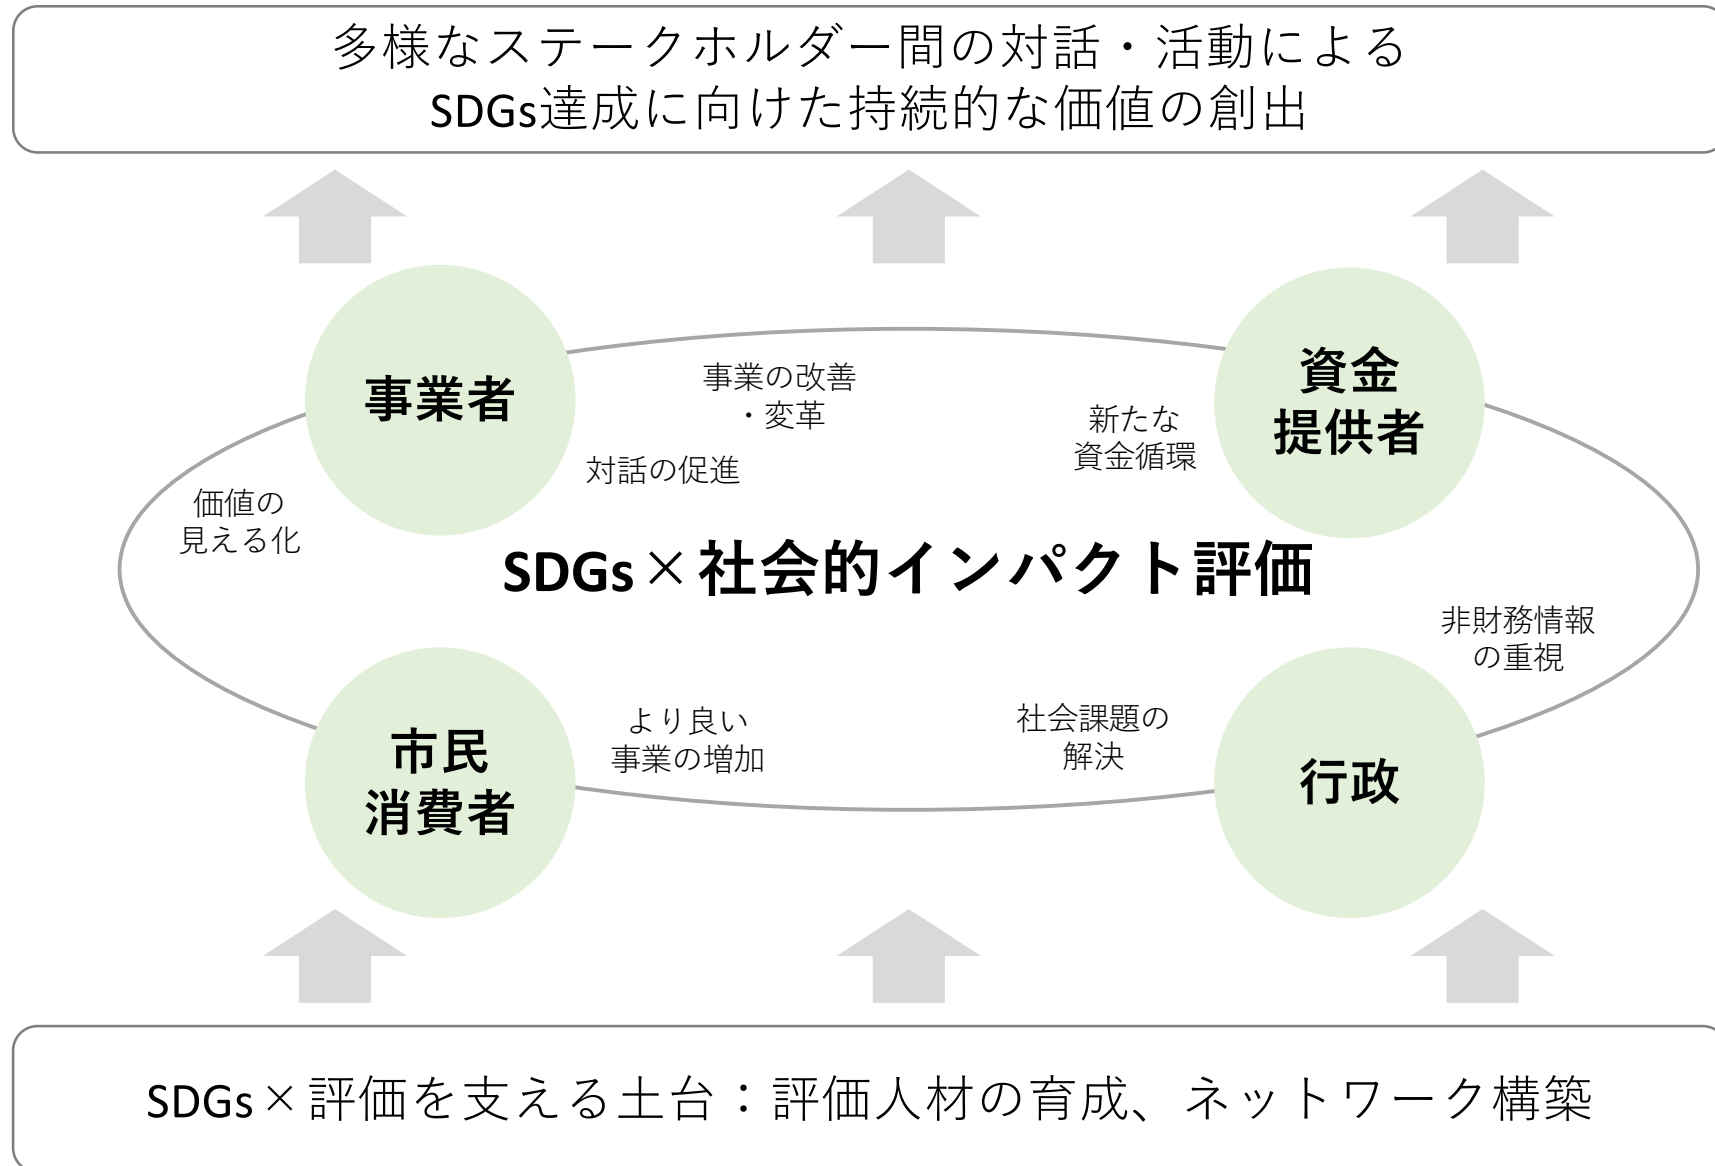 多様なステークホルダー間の対話・活動による
SDGs達成に向けた持続的な価値の創出
事業者
資金
提供者
事業の改善
・変革
新たな
資金循環
対話の促進
価値の
見える化
SDGs×社会的インパクト評価
非財務情報
の重視
市民
消費者
より良い
事業の増加
社会課題の
解決
行政
SDGs×評価を支える土台：評価人材の育成、ネットワーク構築